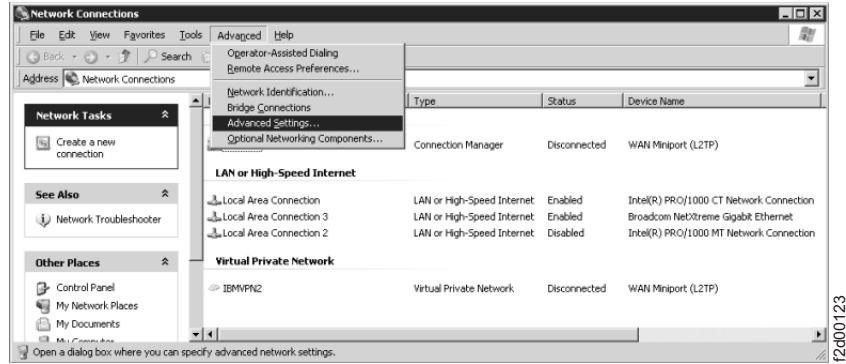 Network Connections
File Edit View Favorites Tools Advanced Help
Back Search
Operator-Assisted Dialing
Remote Access Preferences...
Network Identification...
Bridge Connections
Advanced Settings...
Optional Networking Components...
Address Network Connections
Network Tasks
Create a new
connection
See Also
Network Troubleshooter
Other Places
Control Panel
My Network Places
My Documents
My Computer
Type Status Device Name
Connection Manager Disconnected WAN Miniport (L2TP)
LAN or High-Speed Internet
Local Area Connection LAN or High-Speed Internet Enabled Intel(R) PRO/1000 CT Network Connection
Local Area Connection 3 LAN or High-Speed Internet Enabled Broadcom NetXtreme Gigabit Ethernet
Local Area Connection 2 LAN or High-Speed Internet Disabled Intel(R) PRO/1000 MT Network Connection
Virtual Private Network
IBMVPN2 Virtual Private Network Disconnected WAN Miniport (L2TP)
Open a dialog box where you can specify advanced network settings.
f2d00123